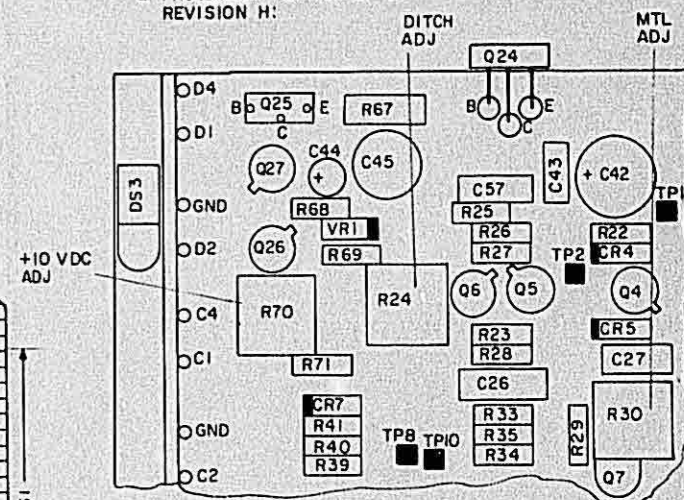 REVISION H:
DITCH
ADJ
MTL
ADJ
Q24
D4
B Q25 E
C
R67
B
E
C
D1
Q27
C44
+
C45
C43
+ C42
DS3
C57
TP1
GND
R68
R25
R22
VR1
R26
CR4
Q26
D2
R69
R27
TP2
+10 VDC
ADJ
Q6
Q5
Q4
R70
R24
C4
R23
CR5
R28
C27
C1
R71
C26
CR7
R33
R30
R41
R35
R29
GND
R40
TP8
TP10
R34
R39
Q7
C2